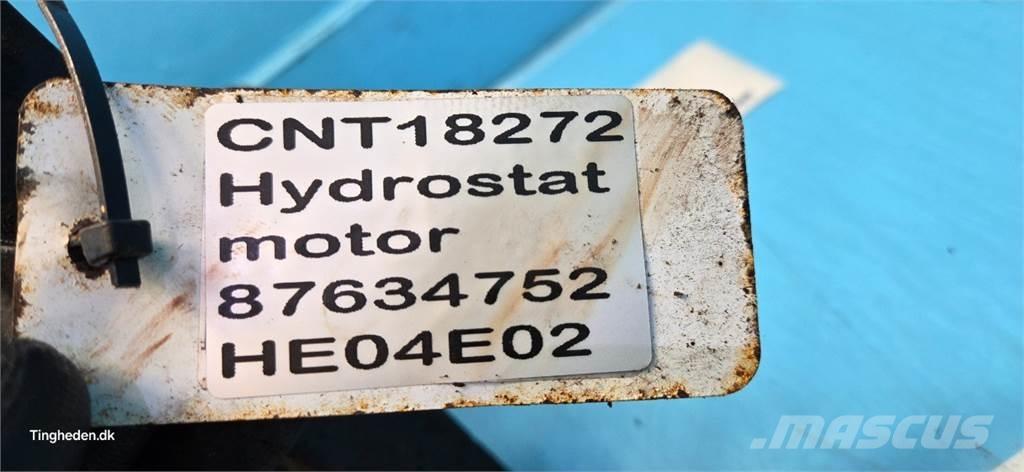 CNT18272
Hydrostat
motor
87634752
HE04E02
Tingheden.dk
MASCUS